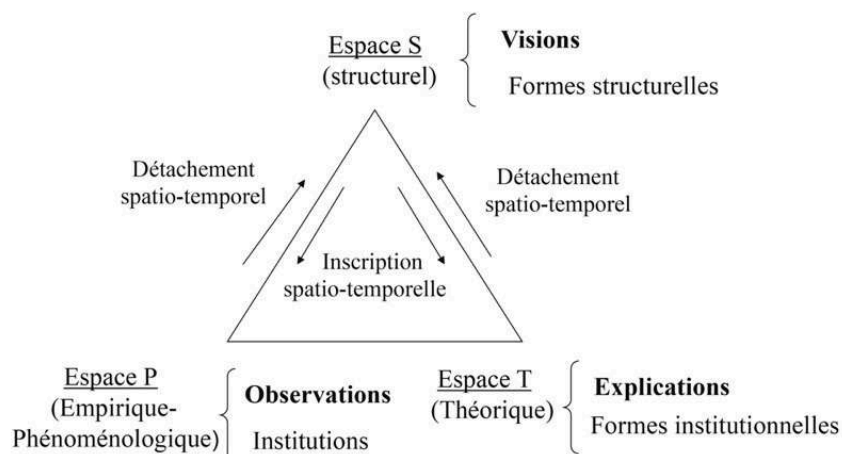 Espace S
(structurel)
Visions
Formes structurelles
Détachement
spatio-temporel
Détachement
spatio-temporel
Inscription
spatio-temporelle
Espace P
(Empirique-
Phénoménologique)
Observations
Institutions
Espace T
(Théorique)
Explications
Formes institutionnelles